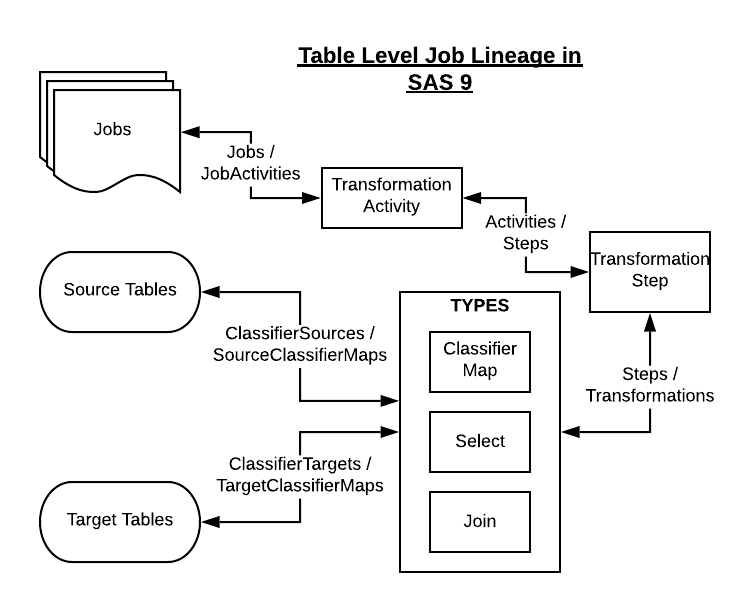 Table Level Job Lineage in
SAS 9
Jobs
Jobs /
JobActivities
Transformation
Activity
Activities /
Steps
Transformation
Step
Source Tables
TYPES
ClassifierSources /
SourceClassifierMaps
Classifier
Map
Steps /
Transformations
Select
ClassifierTargets /
TargetClassifierMaps
Target Tables
Join